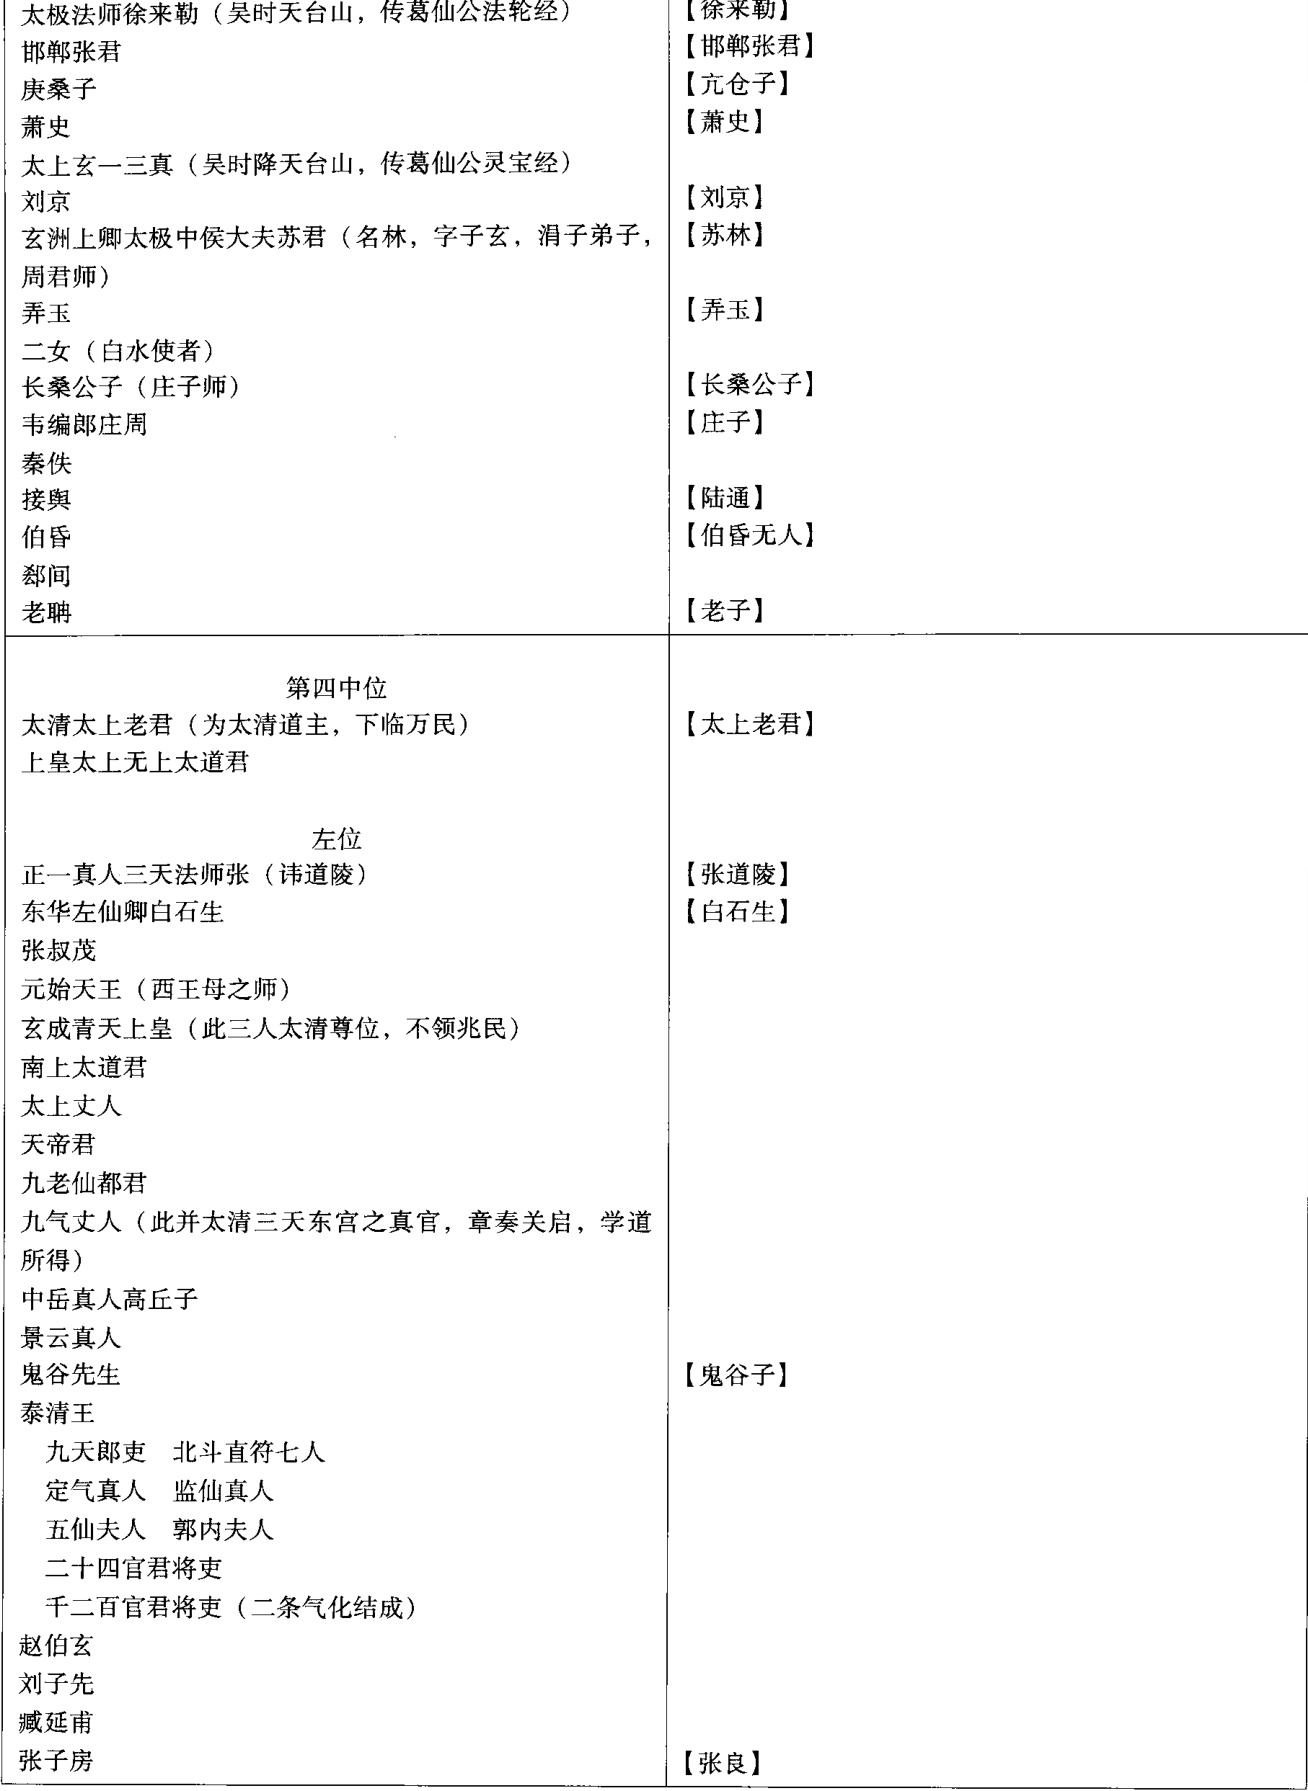 太极法师徐来勒（吴时天台山，传葛仙公法轮经） 【徐来勒】
邯郸张君 【邯郸张君】
庚桑子 【亢仓子】
萧史 【萧史】
太上玄一三真（吴时降天台山，传葛仙公灵宝经）
刘京 【刘京】
玄洲上卿太极中侯大夫苏君（名林，字子玄，涓子弟子， 【苏林】
周君师）
弄玉 【弄玉】
二女（白水使者）
长桑公子（庄子师） 【长桑公子】
韦编郎庄周 【庄子】
秦佚
接舆 【陆通】
伯昏 【伯昏无人】
郄间
老聃 【老子】
第四中位
太清太上老君（为太清道主，下临万民） 【太上老君】
上皇太上无上太道君
左位
正一真人三天法师张（讳道陵） 【张道陵】
东华左仙卿白石生 【白石生】
张叔茂
元始天王（西王母之师）
玄成青天上皇（此三人太清尊位，不领兆民）
南上太道君
太上丈人
天帝君
九老仙都君
九气丈人（此并太清三天东宫之真官，章奏关启，学道
所得）
中岳真人高丘子
景云真人
鬼谷先生 【鬼谷子】
泰清王
九天郎吏 北斗直符七人
定气真人 监仙真人
五仙夫人 郭内夫人
二十四官君将吏
千二百官君将吏（二条气化结成）
赵伯玄
刘子先
臧延甫
张子房 【张良】